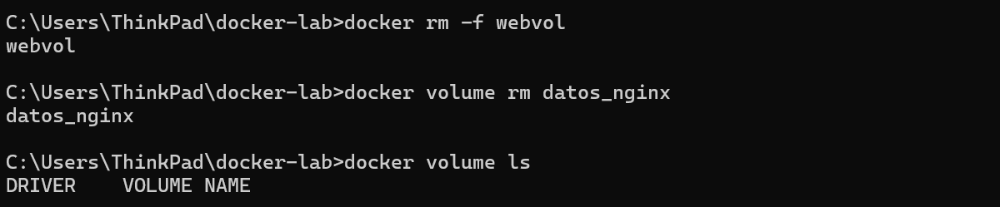 C:\Users\ThinkPad\docker-lab>docker rm -f webvol
webvol
C:\Users\ThinkPad\docker-lab>docker volume rm datos_nginx
datos_nginx
C:\Users\ThinkPad\docker-lab>docker volume ls
DRIVER    VOLUME NAME